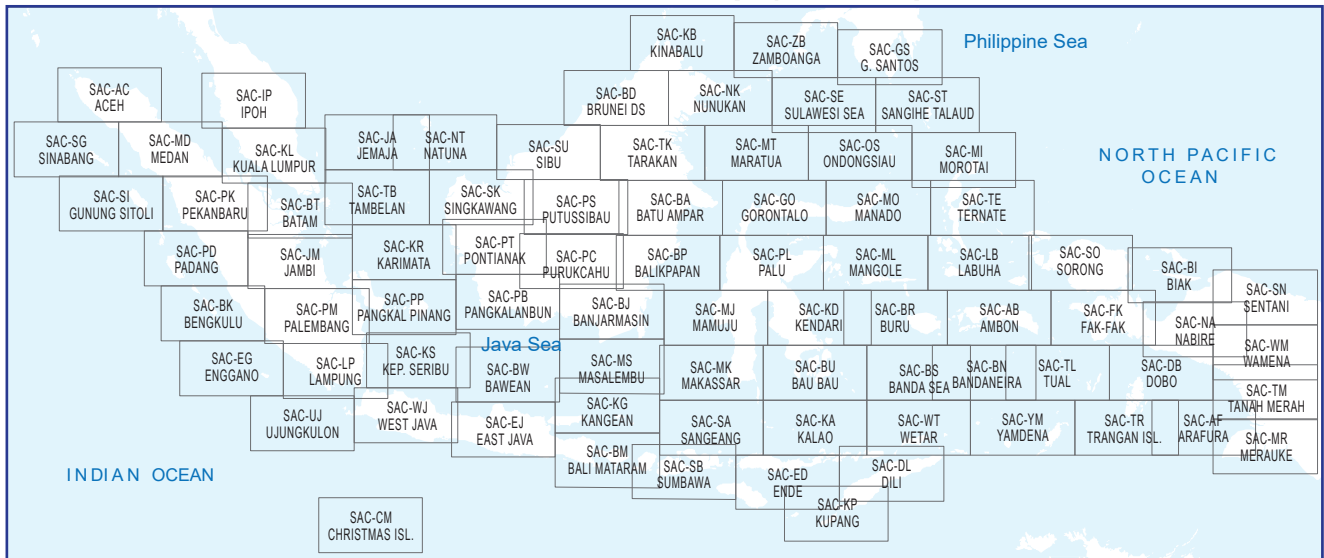 SAC-KB
KINABALU
SAC-ZB
ZAMBOANGA
SAC-GS
G. SANTOS
Philippine Sea
SAC-AC
ACEH
SAC-IP
IPOH
SAC-BD
BRUNEI DS
SAC-NK
NUNUKAN
SAC-SE
SULAWESI SEA
SAC-ST
SANGIHE TALAUD
SAC-SG
SINABANG
SAC-MD
MEDAN
SAC-KL
KUALA LUMPUR
SAC-JA
JEMAJA
SAC-NT
NATUNA
SAC-SU
SIBU
SAC-TK
TARAKAN
SAC-MT
MARATUA
SAC-OS
ONDONGSIAU
SAC-MI
MOROTAI
NORTH PACIFIC
OCEAN
SAC-SI
GUNUNG SITOLI
SAC-PK
PEKANBARU
SAC-BT
BATAM
SAC-TB
TAMBELAN
SAC-SK
SINGKAWANG
SAC-PS
PUTUSSIBAU
SAC-BA
BATU AMPAR
SAC-GO
GORONTALO
SAC-MO
MANADO
SAC-TE
TERNATE
SAC-PD
PADANG
SAC-JM
JAMBI
SAC-KR
KARIMATA
SAC-PT
PONTIANAK
SAC-PC
PURUKCAHU
SAC-BP
BALIKPAPAN
SAC-PL
PALU
SAC-ML
MANGOLE
SAC-LB
LABUHA
SAC-SO
SORONG
SAC-BI
BIAK
SAC-SN
SENTANI
SAC-BK
BENGKULU
SAC-PM
PALEMBANG
SAC-PP
PANGKAL PINANG
SAC-PB
PANGKALANBUN
SAC-BJ
BANJARMASIN
SAC-MJ
MAMUJU
SAC-KD
KENDARI
SAC-BR
BURU
SAC-AB
AMBON
SAC-FK
FAK-FAK
SAC-NA
NABIRE
SAC-WM
WAMENA
SAC-EG
ENGGANO
SAC-LP
LAMPUNG
SAC-KS
KEP. SERIBU
Java Sea
SAC-BW
BAWEAN
SAC-MS
MASALEMBU
SAC-MK
MAKASSAR
SAC-BU
BAU BAU
SAC-BS
BANDA SEA
SAC-BN
BANDANEIRA
SAC-TL
TUAL
SAC-DB
DOBO
SAC-TM
TANAH MERAH
SAC-UJ
UJUNGKULON
SAC-WJ
WEST JAVA
SAC-EJ
EAST JAVA
SAC-KG
KANGEAN
SAC-SA
SANGEANG
SAC-KA
KALAO
SAC-WT
WETAR
SAC-YM
YAMDENA
SAC-TR
TRANGAN ISL.
SAC-AF
ARAFURA
SAC-MR
MERAUKE
INDIAN OCEAN
SAC-BM
BALI MATARAM
SAC-SB
SUMBAWA
SAC-ED
ENDE
SAC-DL
DILI
SAC-KP
KUPANG
SAC-CM
CHRISTMAS ISL.